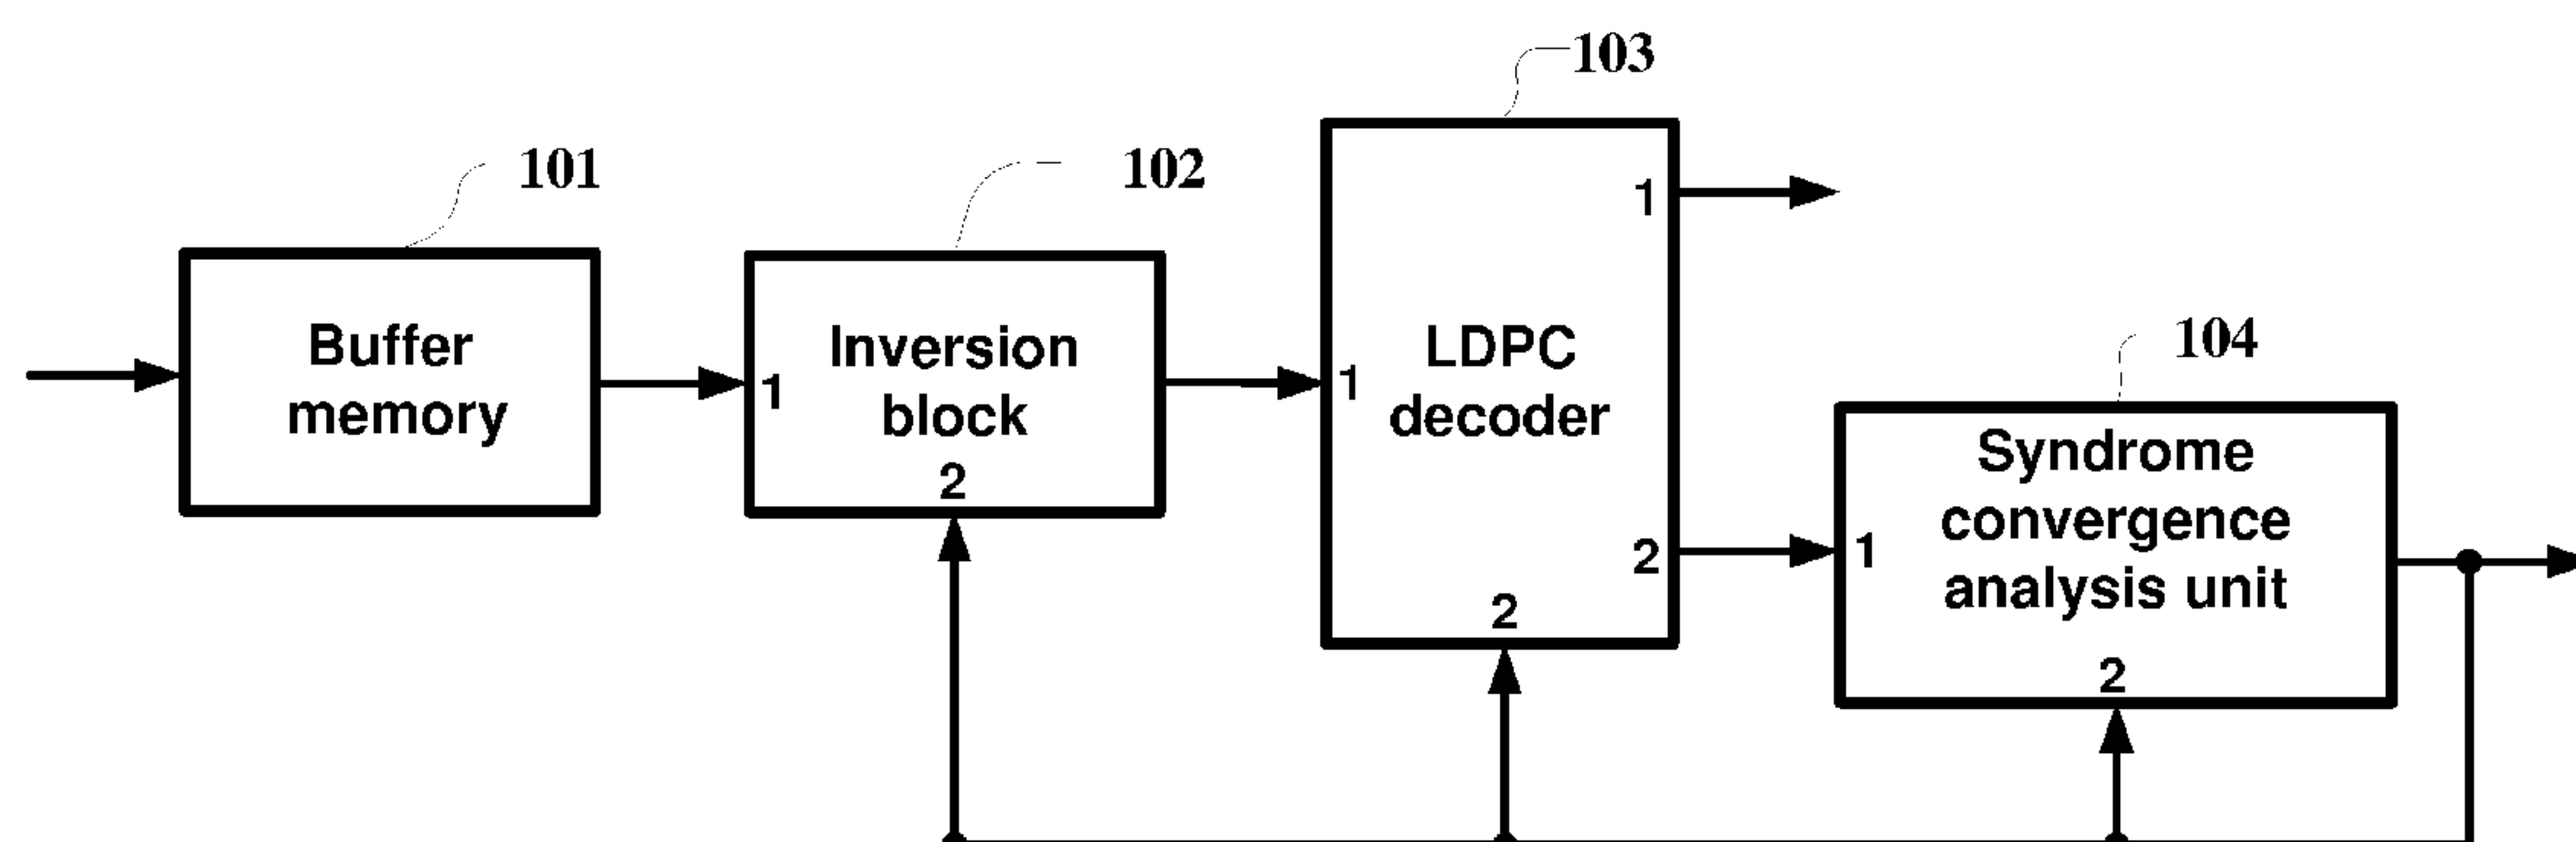 103
101
102
1
104
Buffer
memory
1
Inversion
block
2
1
LDPC
decoder
2
2
1
Syndrome
convergence
analysis unit
2